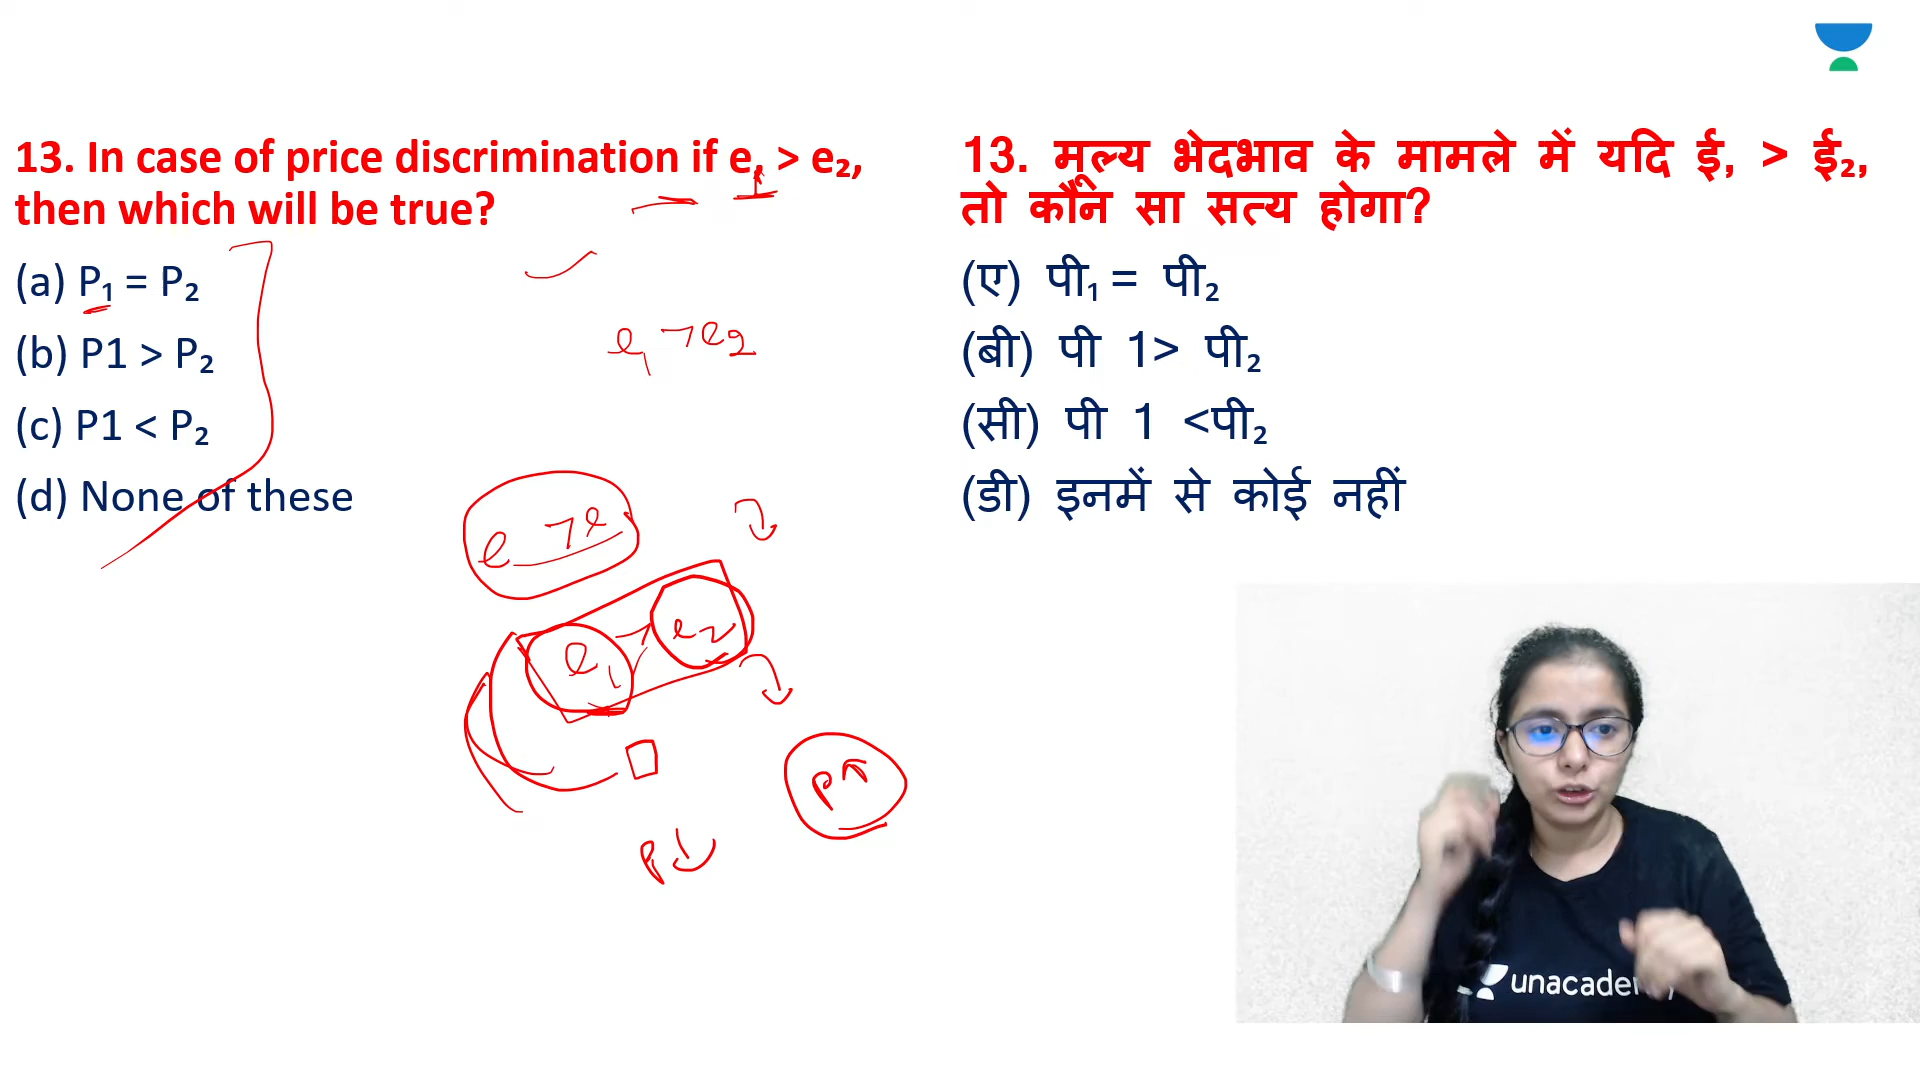 13. In case of price discrimination if e, > e₂,
then which will be true?
(a) P₁ = P₂
(b) P1 > P₂
(c) P1 < P₂
(d) None of these
13. मूल्य भेदभाव के मामले में यदि ई, > ई₂,
तो कौन सा सत्य होगा?
(ए) पी₁ = पी₂
(बी) पी 1> पी₂
(सी) पी 1 <पी₂
(डी) इनमें से कोई नहीं
e₁ > e₂
e > e
e₁ > e₂
P↑
P₁↓
unacademy